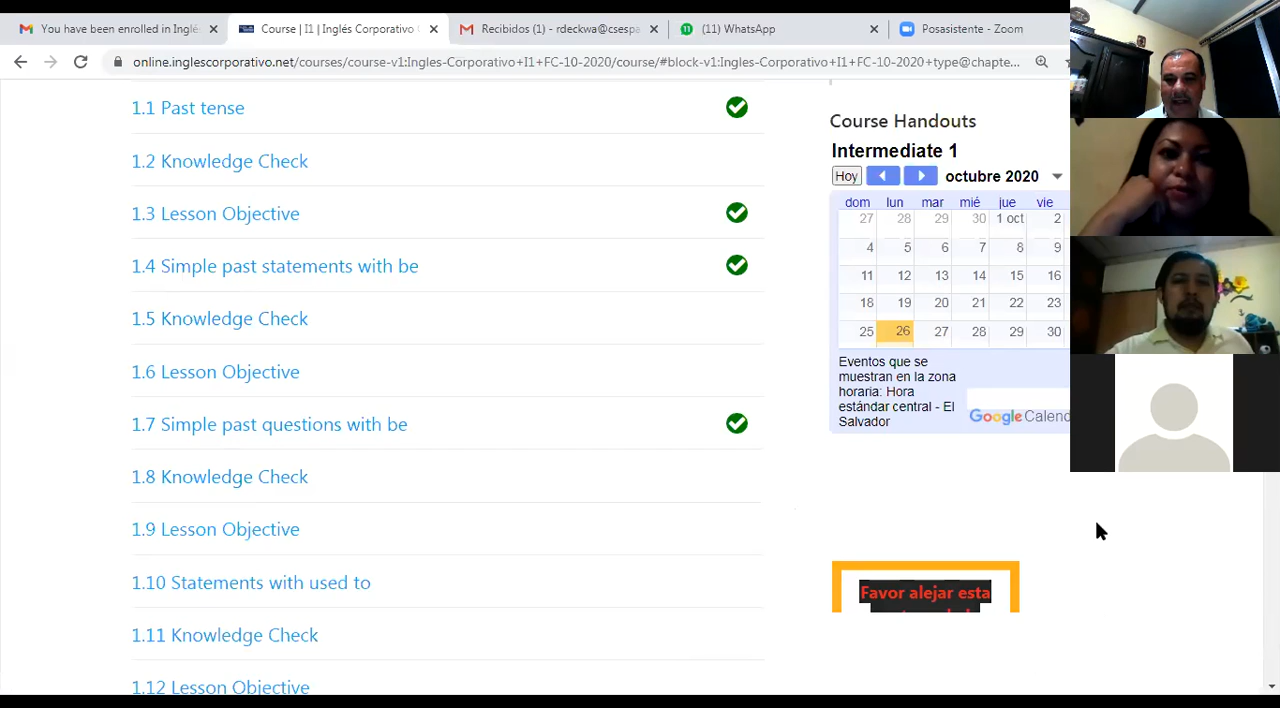 You have been enrolled in Inglé
Course | I1 | Inglés Corporativo
Recibidos (1) - rdeckwa@csespa
(11) WhatsApp
Posasistente - Zoom
online.inglescorporativo.net/courses/course-v1:Ingles-Corporativo+I1+FC-10-2020/course/#block-v1:Ingles-Corporativo+I1+FC-10-2020+type@chapte...
1.1 Past tense
1.2 Knowledge Check
1.3 Lesson Objective
1.4 Simple past statements with be
1.5 Knowledge Check
1.6 Lesson Objective
1.7 Simple past questions with be
1.8 Knowledge Check
1.9 Lesson Objective
1.10 Statements with used to
1.11 Knowledge Check
1.12 Lesson Objective
Course Handouts
Intermediate 1
Hoy octubre 2020
dom lun mar mié jue vie
27 28 29 30 1 oct 2
4 5 6 7 8 9
11 12 13 14 15 16
18 19 20 21 22 23
25 26 27 28 29 30
Eventos que se
muestran en la zona
horaria: Hora
estándar central - El
Salvador
Google Calend
Favor alejar esta